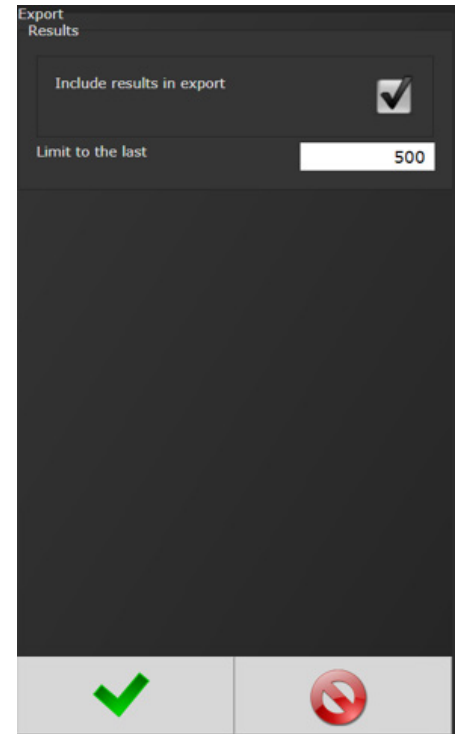 Export
Results
Include results in export
Limit to the last
500